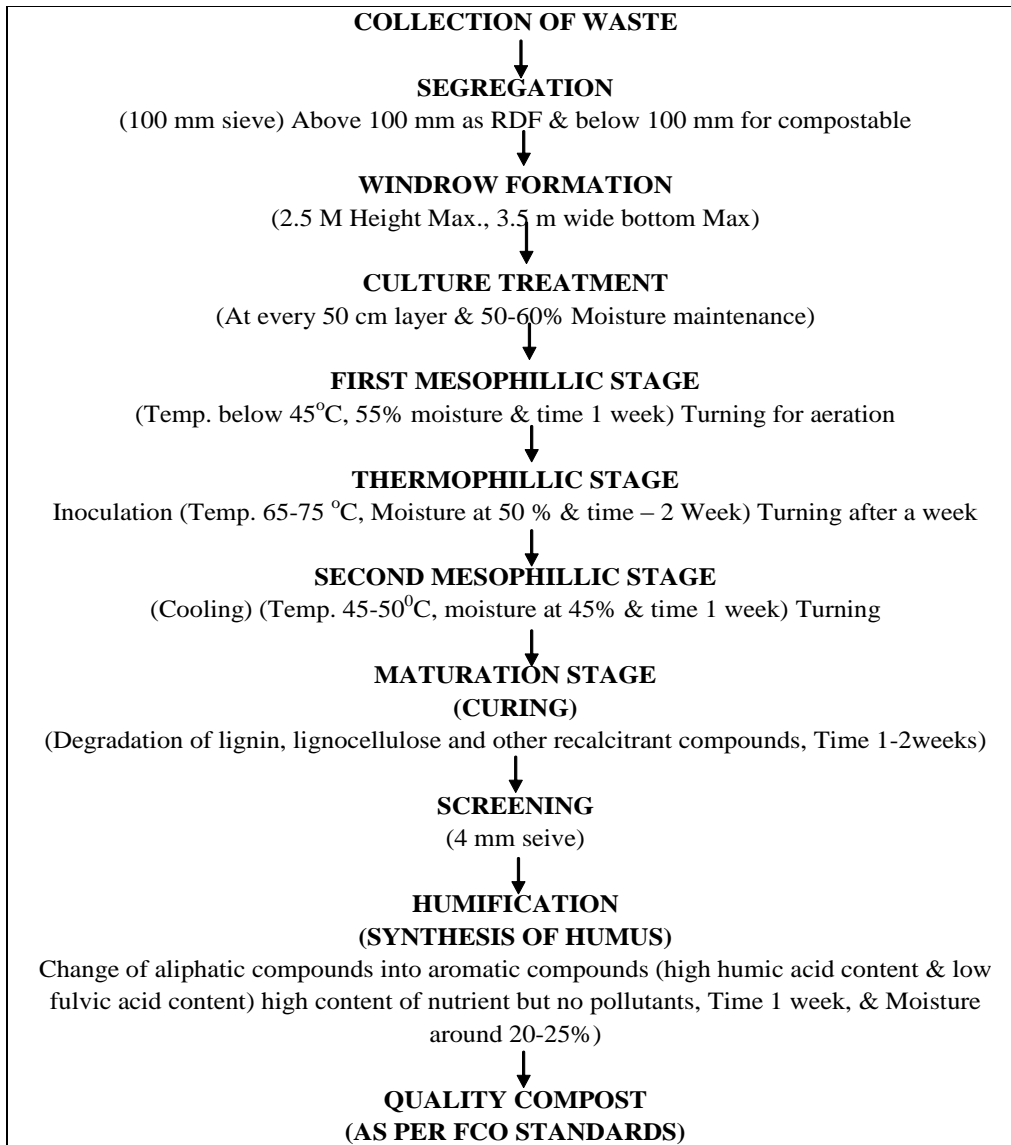 COLLECTION OF WASTE
SEGREGATION
(100 mm sieve) Above 100 mm as RDF & below 100 mm for compostable
WINDROW FORMATION
(2.5 M Height Max., 3.5 m wide bottom Max)
CULTURE TREATMENT
(At every 50 cm layer & 50-60% Moisture maintenance)
FIRST MESOPHILLIC STAGE
(Temp. below 45°C, 55% moisture & time 1 week) Turning for aeration
THERMOPHILLIC STAGE
Inoculation (Temp. 65-75 °C, Moisture at 50 % & time – 2 Week) Turning after a week
SECOND MESOPHILLIC STAGE
(Cooling) (Temp. 45-50⁰C, moisture at 45% & time 1 week) Turning
MATURATION STAGE
(CURING)
(Degradation of lignin, lignocellulose and other recalcitrant compounds, Time 1-2weeks)
SCREENING
(4 mm seive)
HUMIFICATION
(SYNTHESIS OF HUMUS)
Change of aliphatic compounds into aromatic compounds (high humic acid content & low
fulvic acid content) high content of nutrient but no pollutants, Time 1 week, & Moisture
around 20-25%)
QUALITY COMPOST
(AS PER FCO STANDARDS)